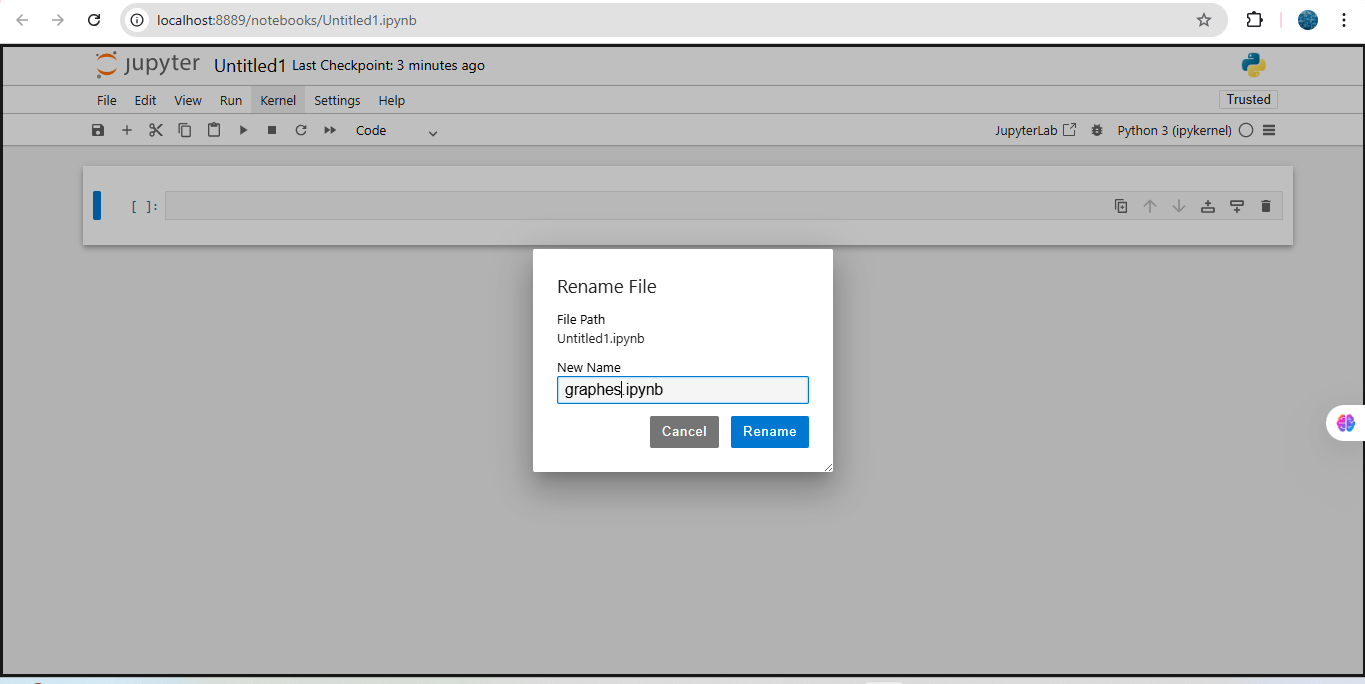 localhost:8889/notebooks/Untitled1.ipynb
jupyter Untitled1 Last Checkpoint: 3 minutes ago
File Edit View Run Kernel Settings Help Trusted
Code JupyterLab Python 3 (ipykernel)
[ ]:
Rename File
File Path
Untitled1.ipynb
New Name
graphes.ipynb
Cancel Rename